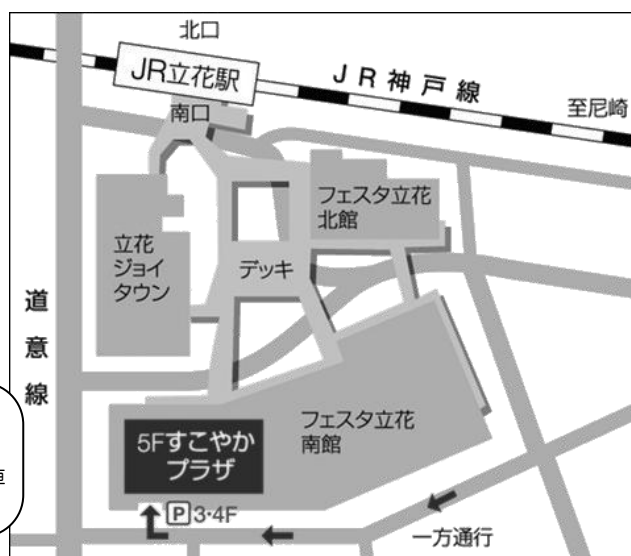 北口
JR立花駅
JR神戸線
南口
至尼崎
フェスタ立花
北館
立花
ジョイ
タウン
デッキ
道意線
フェスタ立花
南館
5Fすこやか
プラザ
P3・4F
一方通行